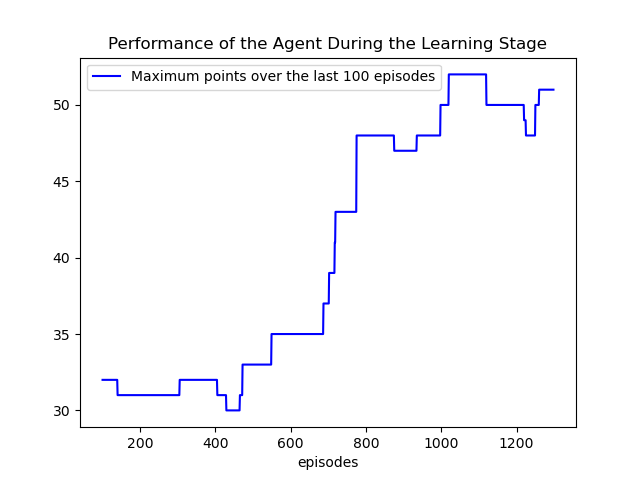 Performance of the Agent During the Learning Stage
Maximum points over the last 100 episodes
50
45
40
35
30
200 400 600 800 1000 1200
episodes